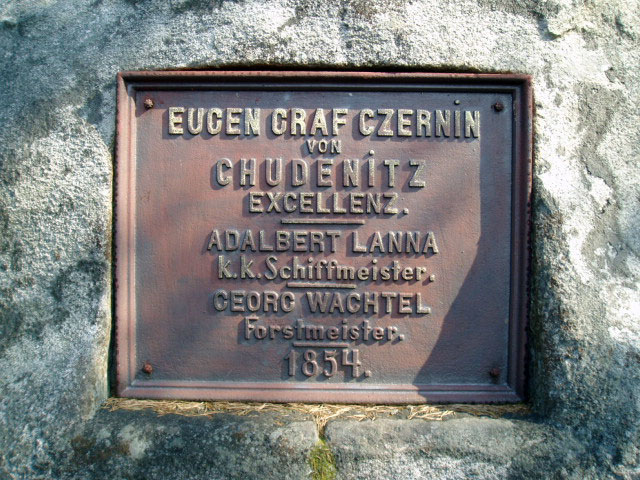 EUGEN GRAF CZERNIN
VON
CHUDENITZ
EXCELLENZ.
ADALBERT LANNA
K.K. Schiffmeister.
GEORG WACHTEL
Forstmeister.
1854.